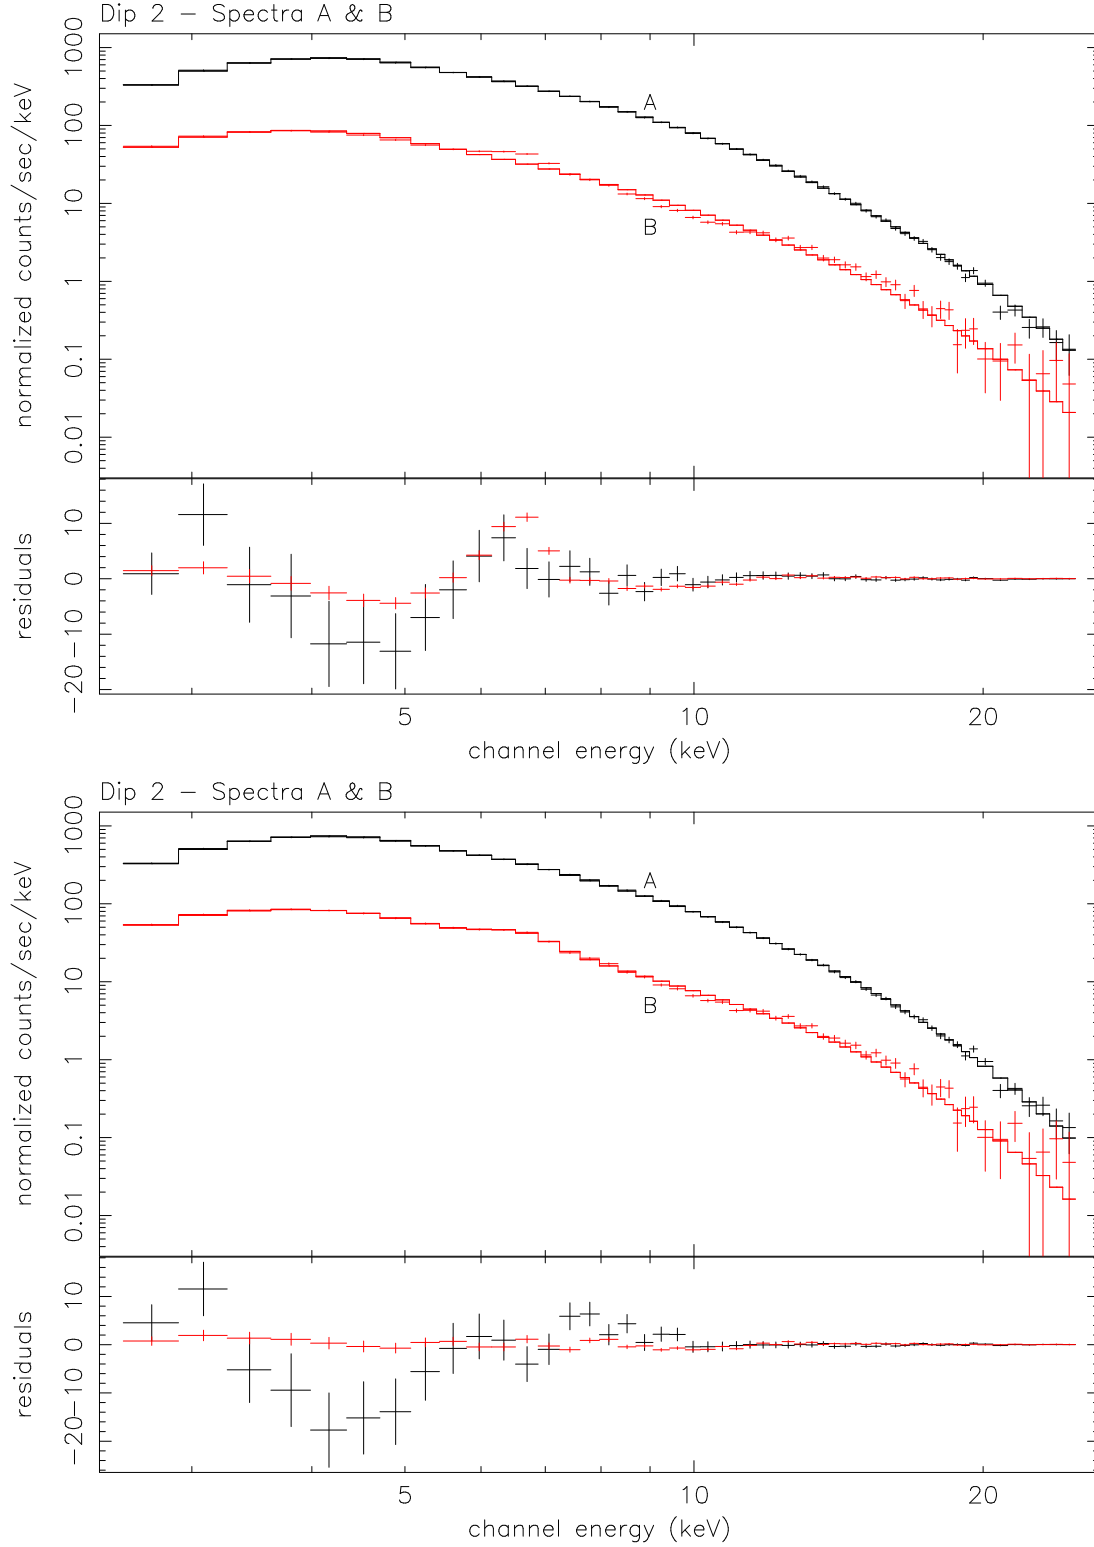 Dip 2 – Spectra A & B
normalized counts/sec/keV
1000
100
10
1
0.1
0.01
A
B
residuals
10
0
−10
−20
5
10
20
channel energy (keV)
Dip 2 – Spectra A & B
normalized counts/sec/keV
1000
100
10
1
0.1
0.01
A
B
residuals
10
0
−10
−20
5
10
20
channel energy (keV)